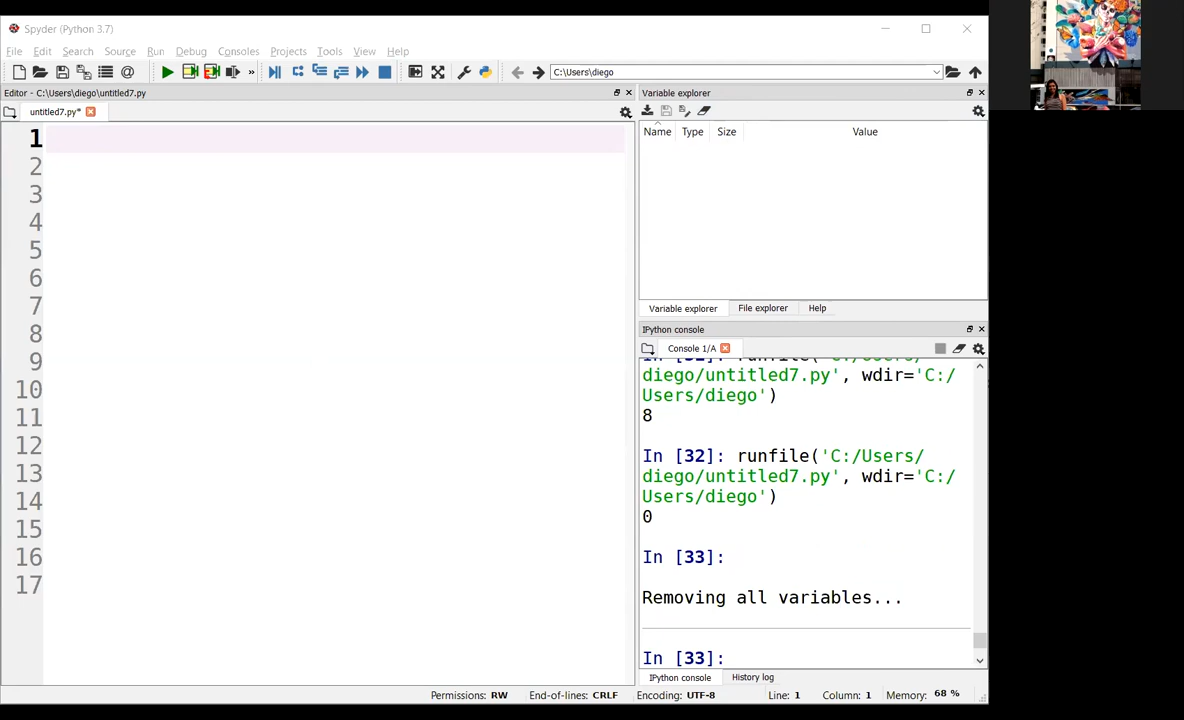 Spyder (Python 3.7)
File Edit Search Source Run Debug Consoles Projects Tools View Help
C:\Users\diego
Editor - C:\Users\diego\untitled7.py
untitled7.py*
1
2
3
4
5
6
7
8
9
10
11
12
13
14
15
16
17
Variable explorer
Name Type Size Value
Variable explorer File explorer Help
IPython console
Console 1/A
In [31]: runfile('C:/Users/
diego/untitled7.py', wdir='C:/
Users/diego')
8
In [32]: runfile('C:/Users/
diego/untitled7.py', wdir='C:/
Users/diego')
0
In [33]:
Removing all variables...
In [33]:
IPython console History log
Permissions: RW End-of-lines: CRLF Encoding: UTF-8 Line: 1 Column: 1 Memory: 68 %